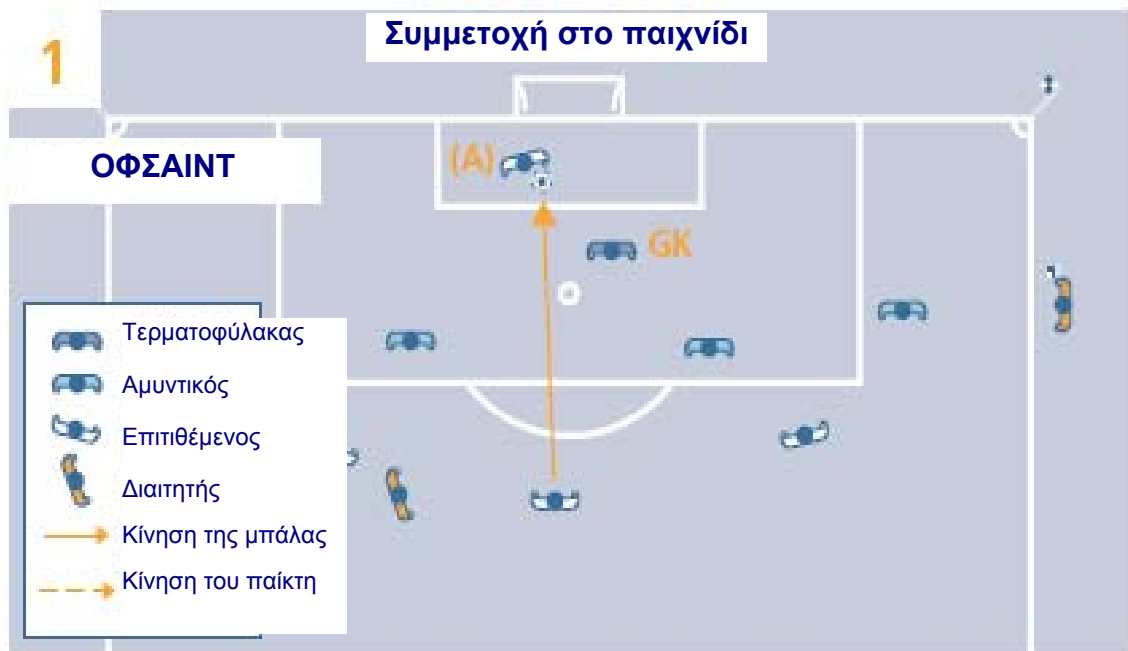 1
Συμμετοχή στο παιχνίδι
ΟΦΣΑΙΝΤ
(A)
GK
Τερματοφύλακας
Αμυντικός
Επιτιθέμενος
Διαιτητής
Κίνηση της μπάλας
Κίνηση του παίκτη